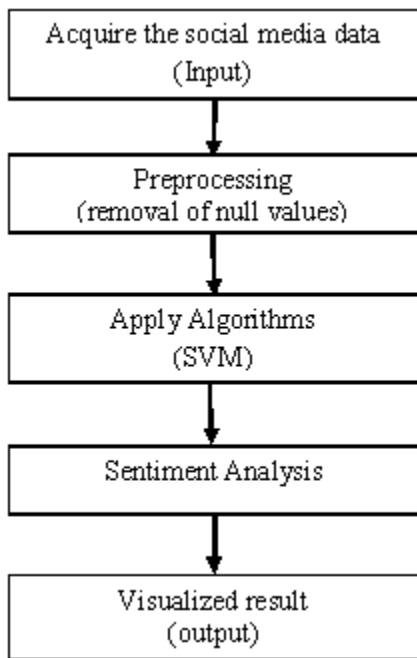 Acquire the social media data
(Input)
Preprocessing
(removal of null values)
Apply Algorithms
(SVM)
Sentiment Analysis
Visualized result
(output)